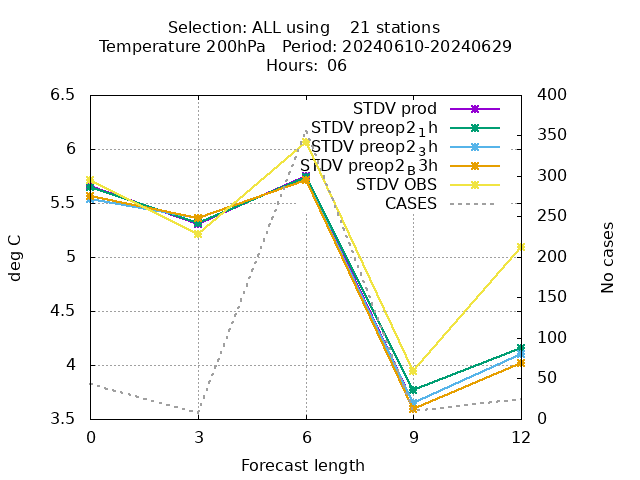 Selection: ALL using    21 stations
Temperature 200hPa   Period: 20240610-20240629
Hours: 06
deg C
No cases
6.5
6
5.5
5
4.5
4
3.5
400
350
300
250
200
150
100
50
0
STDV prod
STDV preop2₁h
STDV preop2₃h
STDV preop2_B3h
STDV OBS
CASES
0 3 6 9 12
Forecast length